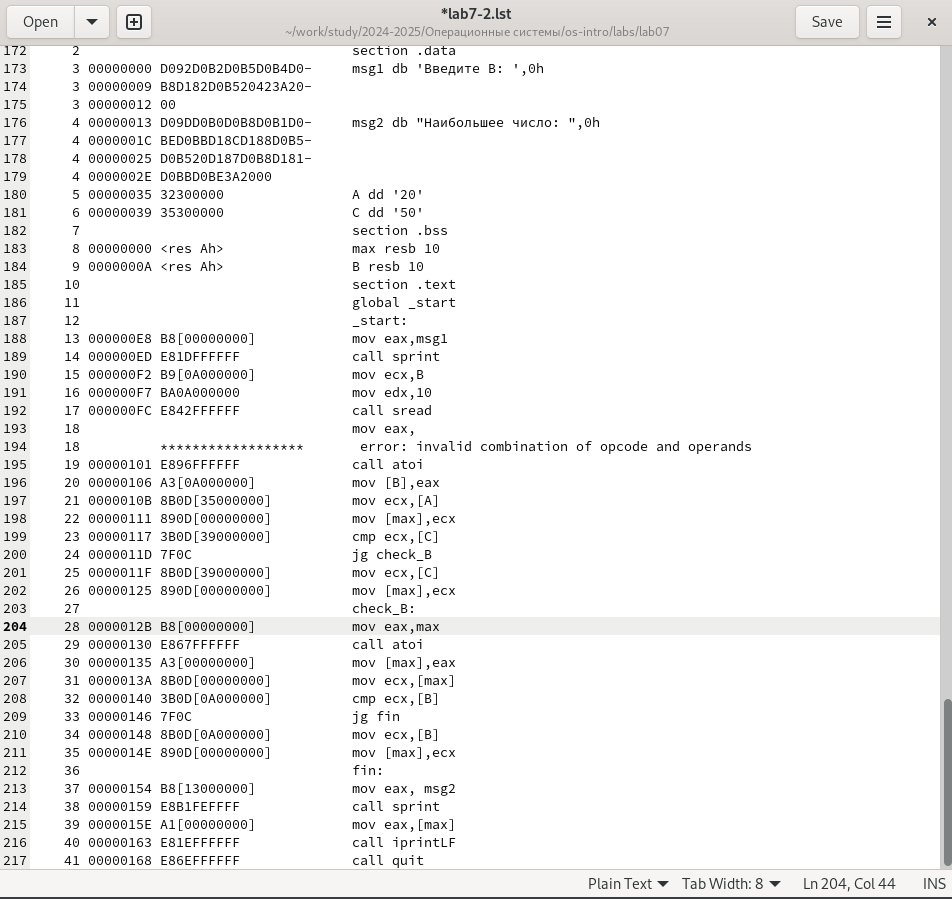 Open
*lab7-2.lst
~/work/study/2024-2025/Операционные системы/os-intro/labs/lab07
Save
172 2 section .data
173 3 00000000 D092D0B2D0B5D0B4D0- msg1 db 'Введите B: ',0h
174 3 00000009 B8D182D0B520423A20-
175 3 00000012 00
176 4 00000013 D09DD0B0D0B8D0B1D0- msg2 db "Наибольшее число: ",0h
177 4 0000001C BED0BBD18CD188D0B5-
178 4 00000025 D0B520D187D0B8D181-
179 4 0000002E D0BBD0BE3A2000
180 5 00000035 32300000 A dd '20'
181 6 00000039 35300000 C dd '50'
182 7 section .bss
183 8 00000000 <res Ah> max resb 10
184 9 0000000A <res Ah> B resb 10
185 10 section .text
186 11 global _start
187 12 _start:
188 13 000000E8 B8[00000000] mov eax,msg1
189 14 000000ED E81DFFFFFF call sprint
190 15 000000F2 B9[0A000000] mov ecx,B
191 16 000000F7 BA0A000000 mov edx,10
192 17 000000FC E842FFFFFF call sread
193 18 mov eax,
194 18 ****************** error: invalid combination of opcode and operands
195 19 00000101 E896FFFFFF call atoi
196 20 00000106 A3[0A000000] mov [B],eax
197 21 0000010B 8B0D[35000000] mov ecx,[A]
198 22 00000111 890D[00000000] mov [max],ecx
199 23 00000117 3B0D[39000000] cmp ecx,[C]
200 24 0000011D 7F0C jg check_B
201 25 0000011F 8B0D[39000000] mov ecx,[C]
202 26 00000125 890D[00000000] mov [max],ecx
203 27 check_B:
204 28 0000012B B8[00000000] mov eax,max
205 29 00000130 E867FFFFFF call atoi
206 30 00000135 A3[00000000] mov [max],eax
207 31 0000013A 8B0D[00000000] mov ecx,[max]
208 32 00000140 3B0D[0A000000] cmp ecx,[B]
209 33 00000146 7F0C jg fin
210 34 00000148 8B0D[0A000000] mov ecx,[B]
211 35 0000014E 890D[00000000] mov [max],ecx
212 36 fin:
213 37 00000154 B8[13000000] mov eax, msg2
214 38 00000159 E8B1FEFFFF call sprint
215 39 0000015E A1[00000000] mov eax,[max]
216 40 00000163 E81EFFFFFF call iprintLF
217 41 00000168 E86EFFFFFF call quit
Plain Text Tab Width: 8 Ln 204, Col 44 INS